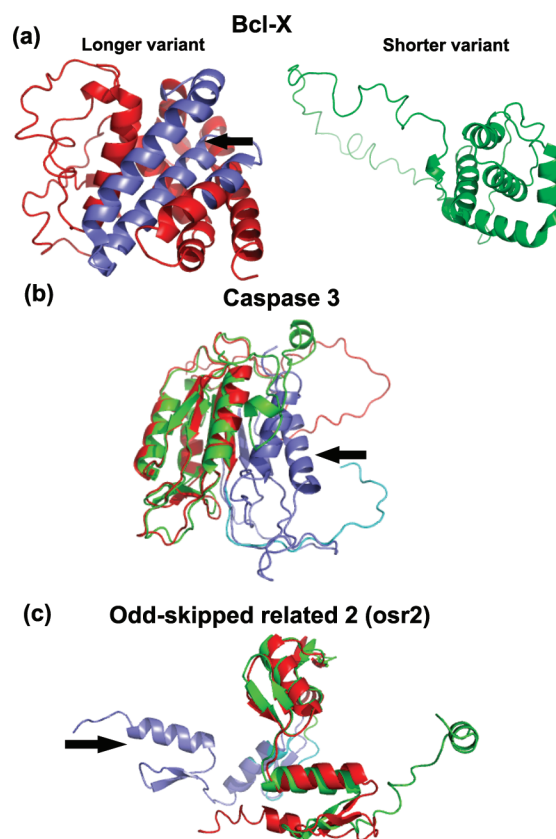 Bcl-X
(a)
Longer variant
Shorter variant
(b)
Caspase 3
(c)
Odd-skipped related 2 (osr2)